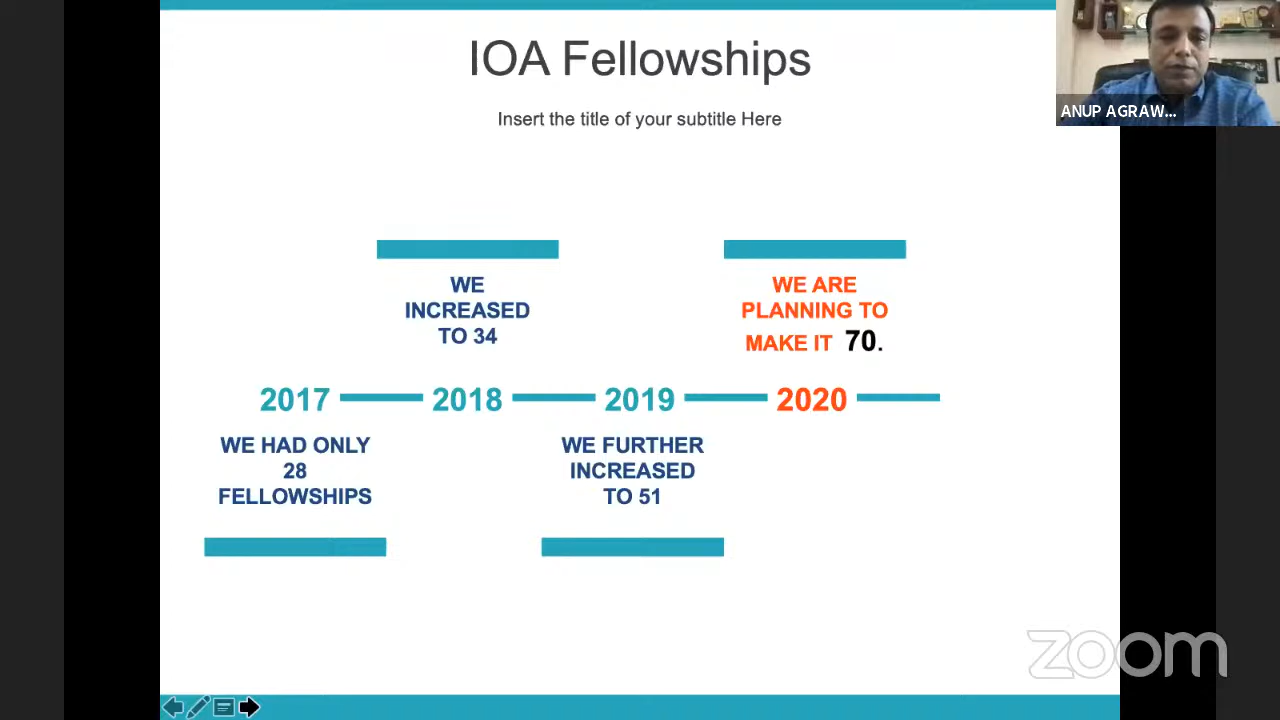 IOA Fellowships
Insert the title of your subtitle Here
ANUP AGRAW...
WE
INCREASED
TO 34
WE ARE
PLANNING TO
MAKE IT 70.
2017
2018
2019
2020
WE HAD ONLY
28
FELLOWSHIPS
WE FURTHER
INCREASED
TO 51
zoom